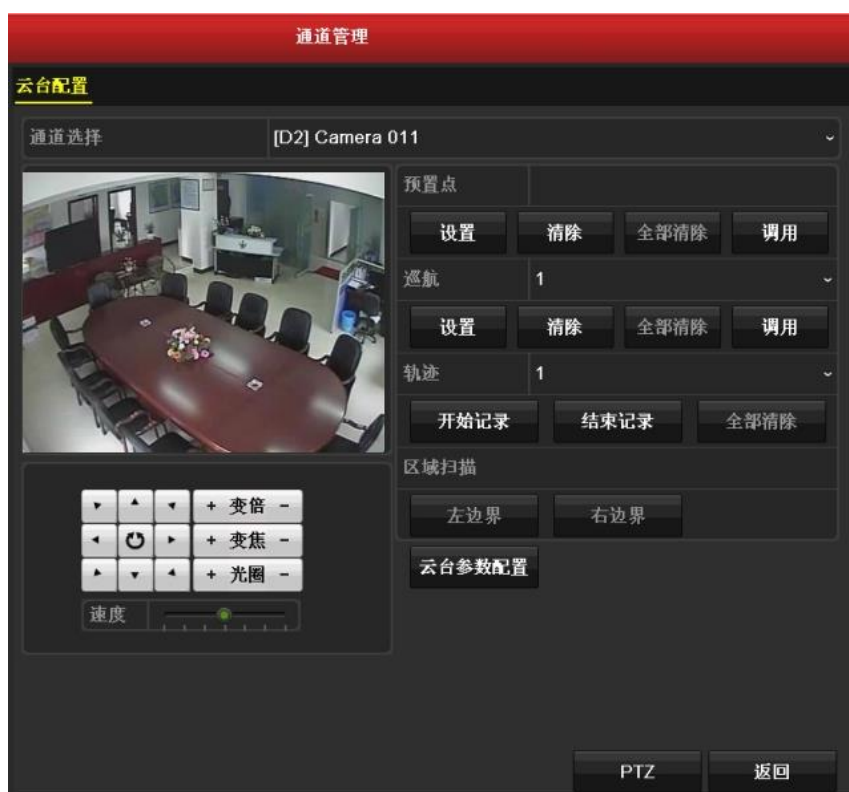 通道管理
云台配置
通道选择 [D2] Camera 011
预置点
设置 清除 全部清除 调用
巡航 1
设置 清除 全部清除 调用
轨迹 1
开始记录 结束记录 全部清除
区域扫描
左边界 右边界
云台参数配置
+ 变倍 -
+ 变焦 -
+ 光圈 -
速度
PTZ 返回